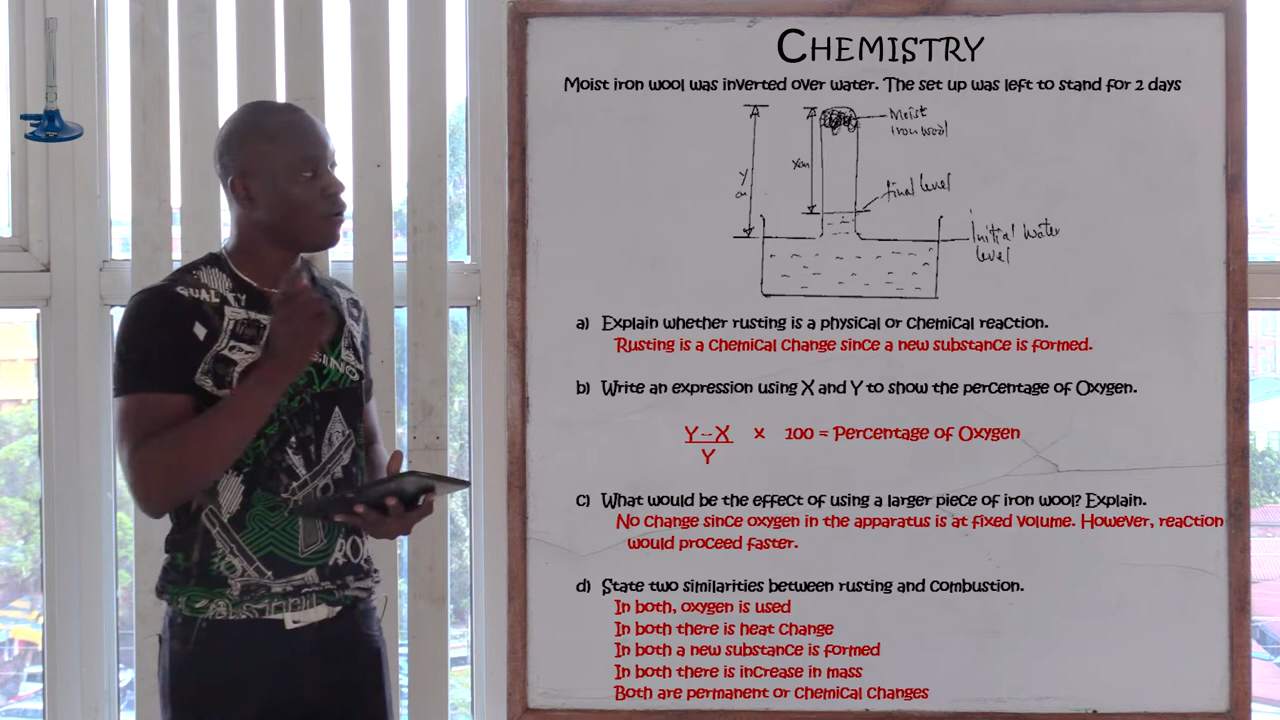 CHEMISTRY
Moist iron wool was inverted over water. The set up was left to stand for 2 days
Moist
iron wool
X cm
Y
final level
Initial water
level
a) Explain whether rusting is a physical or chemical reaction.
Rusting is a chemical change since a new substance is formed.
b) Write an expression using X and Y to show the percentage of Oxygen.
Y - X x 100 = Percentage of Oxygen
Y
c) What would be the effect of using a larger piece of iron wool? Explain.
No change since oxygen in the apparatus is at fixed volume. However, reaction
would proceed faster.
d) State two similarities between rusting and combustion.
In both, oxygen is used
In both there is heat change
In both a new substance is formed
In both there is increase in mass
Both are permanent or chemical changes
QUALITY